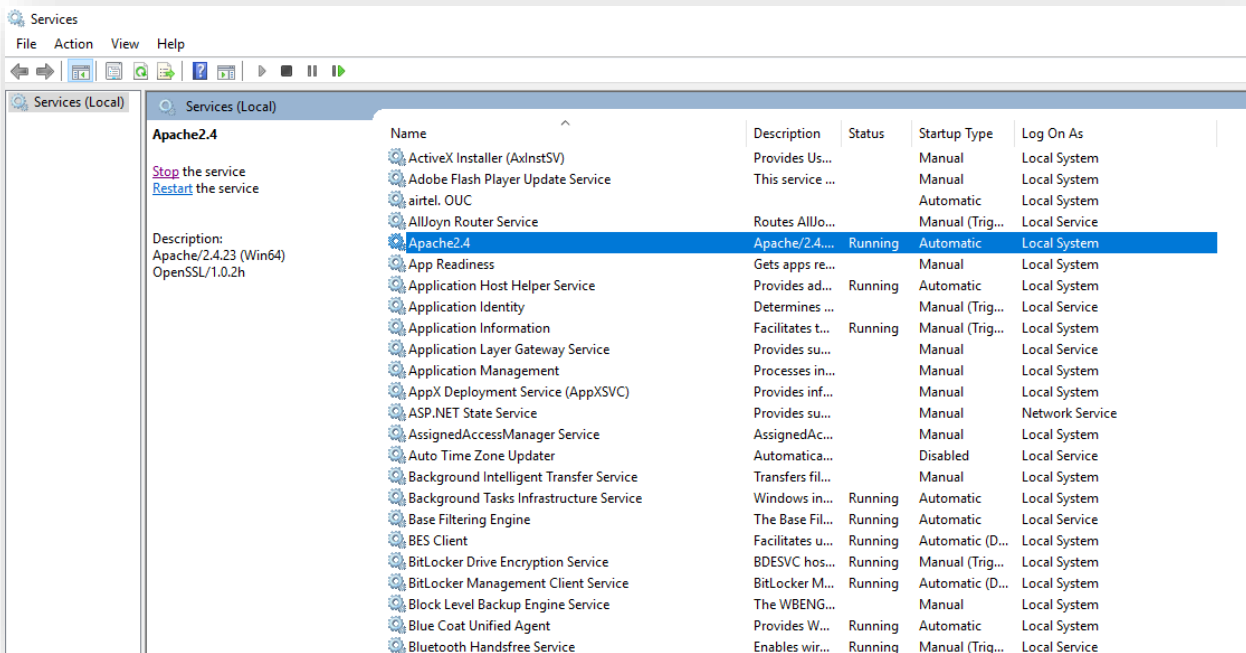 Services
File Action View Help
Services (Local)
Services (Local)
Apache2.4
Stop the service
Restart the service
Description:
Apache/2.4.23 (Win64)
OpenSSL/1.0.2h
Name Description Status Startup Type Log On As
ActiveX Installer (AxInstSV) Provides Us... Manual Local System
Adobe Flash Player Update Service This service ... Manual Local System
airtel. OUC Automatic Local System
AllJoyn Router Service Routes AllJo... Manual (Trig... Local Service
Apache2.4 Apache/2.4.... Running Automatic Local System
App Readiness Gets apps re... Manual Local System
Application Host Helper Service Provides ad... Running Automatic Local System
Application Identity Determines ... Manual (Trig... Local Service
Application Information Facilitates t... Running Manual (Trig... Local System
Application Layer Gateway Service Provides su... Manual Local Service
Application Management Processes in... Manual Local System
AppX Deployment Service (AppXSVC) Provides inf... Manual Local System
ASP.NET State Service Provides su... Manual Network Service
AssignedAccessManager Service AssignedAc... Manual Local System
Auto Time Zone Updater Automatica... Disabled Local Service
Background Intelligent Transfer Service Transfers fil... Manual Local System
Background Tasks Infrastructure Service Windows in... Running Automatic Local System
Base Filtering Engine The Base Fil... Running Automatic Local Service
BES Client Facilitates u... Running Automatic (D... Local System
BitLocker Drive Encryption Service BDESVC hos... Running Manual (Trig... Local System
BitLocker Management Client Service BitLocker M... Running Automatic (D... Local System
Block Level Backup Engine Service The WBENG... Manual Local System
Blue Coat Unified Agent Provides W... Running Automatic Local System
Bluetooth Handsfree Service Enables wir... Running Manual (Trig... Local Service